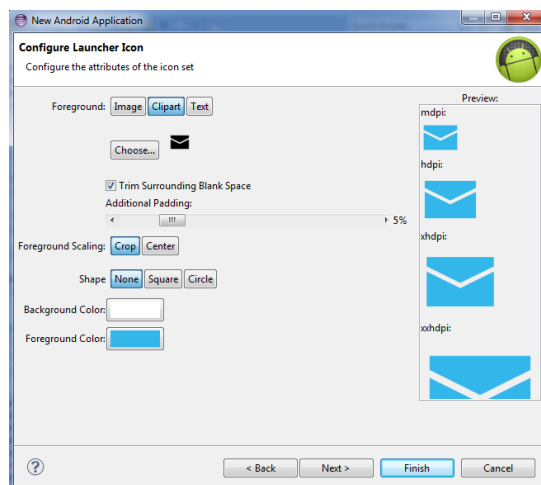 New Android Application
Configure Launcher Icon
Configure the attributes of the icon set
Foreground: Image Clipart Text
Choose...
Trim Surrounding Blank Space
Additional Padding:
5%
Foreground Scaling: Crop Center
Shape None Square Circle
Background Color:
Foreground Color:
Preview:
mdpi:
hdpi:
xhdpi:
xxhdpi:
< Back Next > Finish Cancel